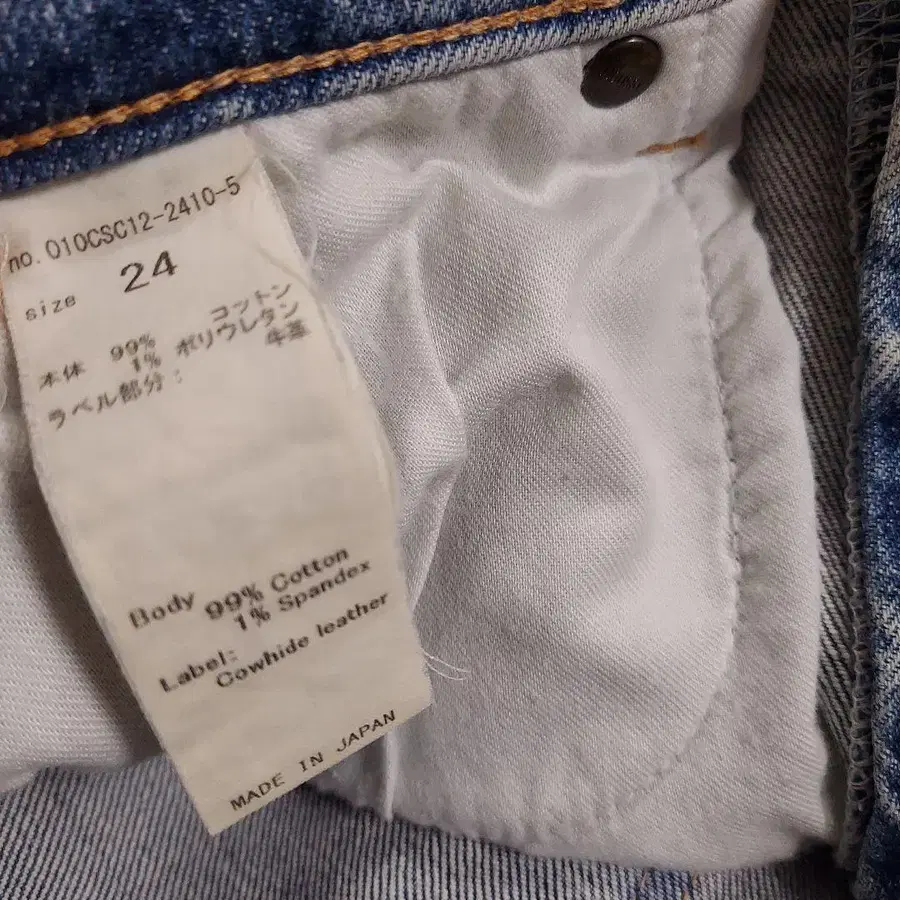 no. 010CSC12-2410-5
size 24
本体 99% コットン
1% ポリウレタン
ラベル部分: 牛革
Body 99% Cotton
1% Spandex
Label:
Cowhide leather
MADE IN JAPAN